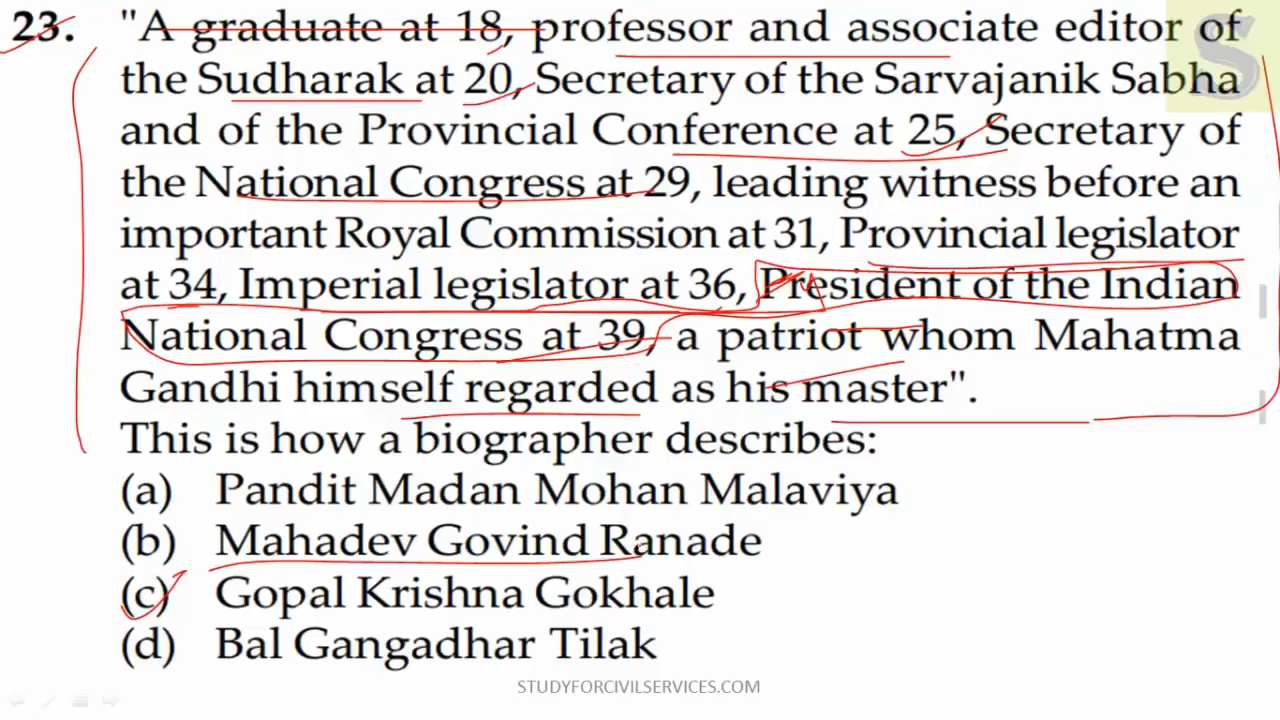 23. "A graduate at 18, professor and associate editor of
the Sudharak at 20, Secretary of the Sarvajanik Sabha
and of the Provincial Conference at 25, Secretary of
the National Congress at 29, leading witness before an
important Royal Commission at 31, Provincial legislator
at 34, Imperial legislator at 36, President of the Indian
National Congress at 39, a patriot whom Mahatma
Gandhi himself regarded as his master".
This is how a biographer describes:
(a) Pandit Madan Mohan Malaviya
(b) Mahadev Govind Ranade
(c) Gopal Krishna Gokhale
(d) Bal Gangadhar Tilak
STUDYFORCIVILSERVICES.COM
S